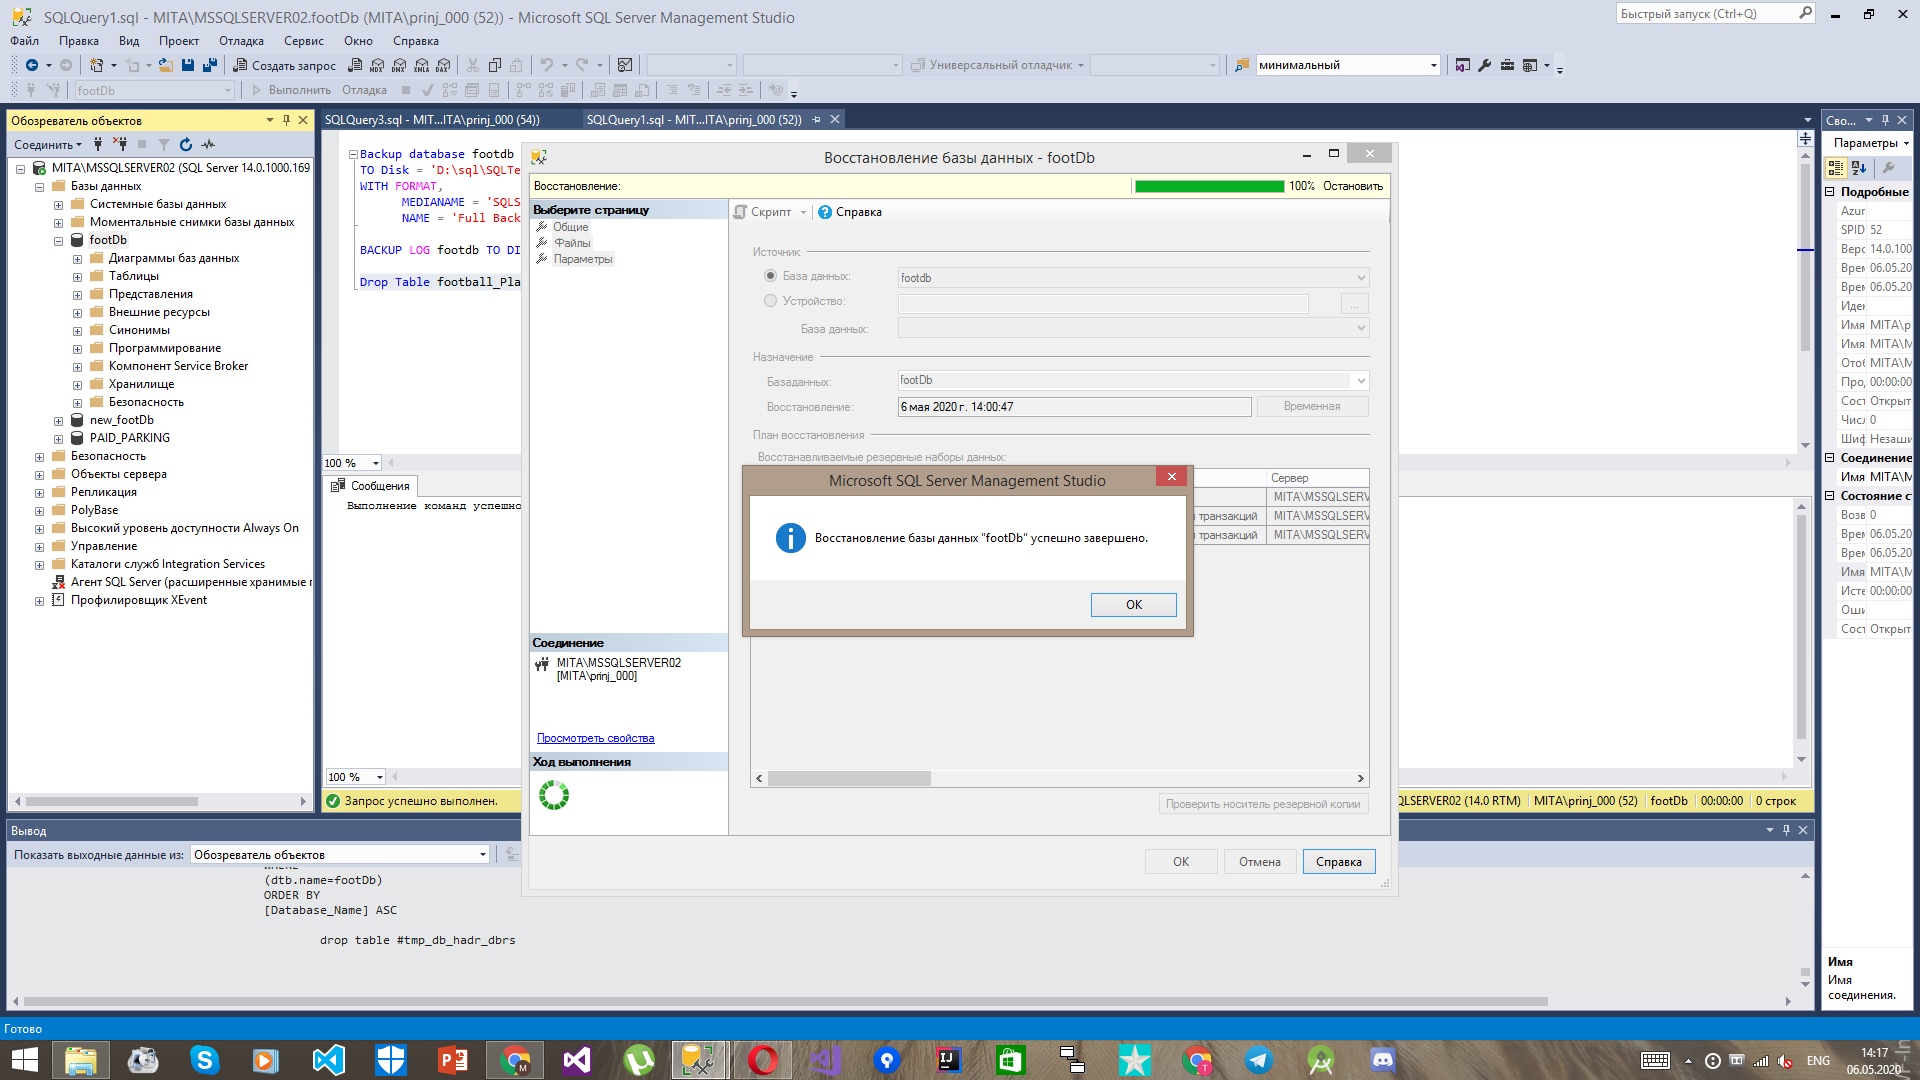 SQLQuery1.sql - MITA\MSSQLSERVER02.footDb (MITA\prinj_000 (52)) - Microsoft SQL Server Management Studio
Быстрый запуск (Ctrl+Q)
Файл Правка Вид Проект Отладка Сервис Окно Справка
Создать запрос MDX DMX XMLA DAX Универсальный отладчик минимальный
footDb Выполнить Отладка
Обозреватель объектов
Соединить
MITA\MSSQLSERVER02 (SQL Server 14.0.1000.169
Базы данных
Системные базы данных
Моментальные снимки базы данных
footDb
Диаграммы баз данных
Таблицы
Представления
Внешние ресурсы
Синонимы
Программирование
Компонент Service Broker
Хранилище
Безопасность
new_footDb
PAID_PARKING
Безопасность
Объекты сервера
Репликация
PolyBase
Высокий уровень доступности Always On
Управление
Каталоги служб Integration Services
Агент SQL Server (расширенные хранимые
Профилировщик XEvent
SQLQuery3.sql - MIT...ITA\prinj_000 (54))
SQLQuery1.sql - MIT...ITA\prinj_000 (52))
Backup database footdb
TO Disk = 'D:\sql\SQLTe
WITH FORMAT,
MEDIANAME = 'SQLS
NAME = 'Full Back
BACKUP LOG footdb TO DI
Drop Table football_Pla
100 %
Сообщения
Выполнение команд успешно
100 %
Запрос успешно выполнен.
QLSERVER02 (14.0 RTM) MITA\prinj_000 (52) footDb 00:00:00 0 строк
Восстановление базы данных - footDb
Восстановление:
100% Остановить
Выберите страницу
Общие
Файлы
Параметры
Скрипт Справка
Источник
База данных: footdb
Устройство:
...
База данных:
Назначение
Базаданных: footDb
Восстановление: 6 мая 2020 г. 14:00:47 Временная
План восстановления
Восстанавливаемые резервные наборы данных:
Сервер
MITA\MSSQLSERV
транзакций MITA\MSSQLSERV
транзакций MITA\MSSQLSERV
Microsoft SQL Server Management Studio
Восстановление базы данных "footDb" успешно завершено.
OK
Соединение
MITA\MSSQLSERVER02
[MITA\prinj_000]
Просмотреть свойства
Ход выполнения
Проверить носитель резервной копии
OK Отмена Справка
Сво...
Параметры
Подробные
Azur
SPID 52
Верс 14.0.100
Врем 06.05.20
Врем 06.05.20
Иден
Имя MITA\p
Имя MITA\M
Отоб MITA\M
Про, 00:00:00
Сост Открыт
Числ 0
Шиф Незаши
Соединение
Имя MITA\M
Состояние с
Возв 0
Врем 06.05.20
Врем 06.05.20
Имя MITA\M
Исте 00:00:00
Оши
Сост Открыт
Имя
Имя
соединения.
Вывод
Показать выходные данные из: Обозреватель объектов
(dtb.name=footDb)
ORDER BY
[Database_Name] ASC
drop table #tmp_db_hadr_dbrs
Готово
ENG
14:17
06.05.2020